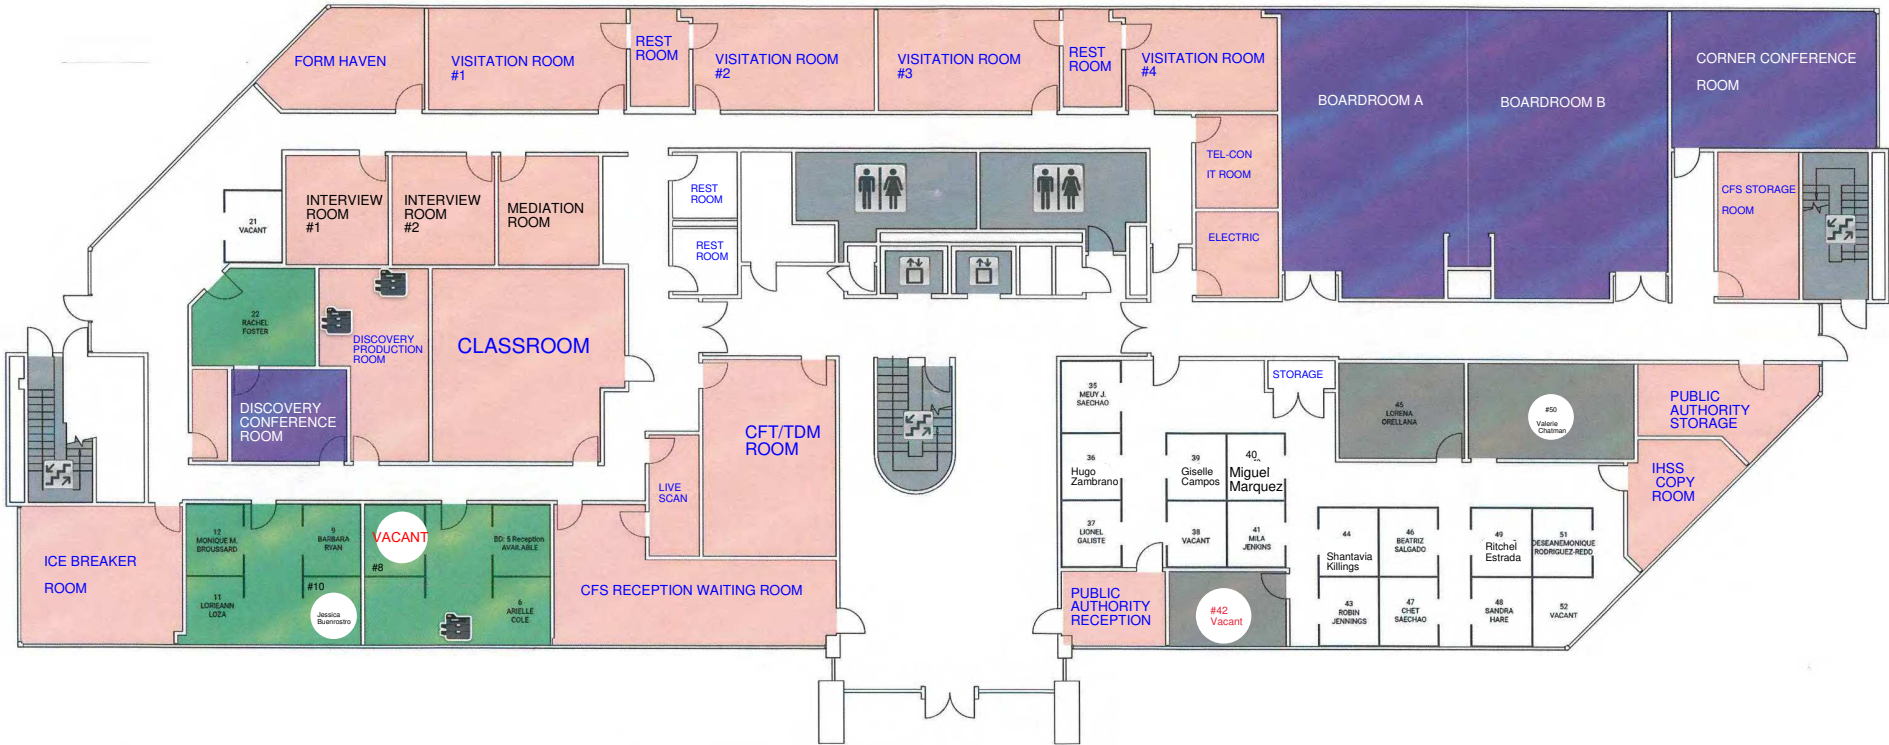 FORM HAVEN
VISITATION ROOM
#1
REST
ROOM
VISITATION ROOM
#2
VISITATION ROOM
#3
REST
ROOM
VISITATION ROOM
#4
BOARDROOM A
BOARDROOM B
CORNER CONFERENCE
ROOM
21
VACANT
INTERVIEW
ROOM
#1
INTERVIEW
ROOM
#2
MEDIATION
ROOM
REST
ROOM
REST
ROOM
TEL-CON
IT ROOM
ELECTRIC
CFS STORAGE
ROOM
22
RACHEL
FOSTER
DISCOVERY
PRODUCTION
ROOM
CLASSROOM
DISCOVERY
CONFERENCE
ROOM
CFT/TDM
ROOM
LIVE
SCAN
35
MEUY J.
SAECHAO
STORAGE
45
LORENA
ORELLANA
#50
Valerie
Chatman
PUBLIC
AUTHORITY
STORAGE
36
Hugo
Zambrano
39
Giselle
Campos
40
Miguel
Marquez
IHSS
COPY
ROOM
37
LIONEL
GALISTE
38
VACANT
41
MILA
JENKINS
44
Shantavia
Killings
46
BEATRIZ
SALGADO
49
Ritchel
Estrada
51
DESEANEMONIQUE
RODRIGUEZ-REDD
ICE BREAKER
ROOM
12
MONIQUE M.
BROUSSARD
9
BARBARA
RYAN
VACANT
#8
BD: 5 Reception
AVAILABLE
11
LORIEANN
LOZA
#10
Jessica
Buenrostro
6
ARIELLE
COLE
CFS RECEPTION WAITING ROOM
PUBLIC
AUTHORITY
RECEPTION
#42
Vacant
43
ROBIN
JENNINGS
47
CHET
SAECHAO
48
SANDRA
HARE
52
VACANT